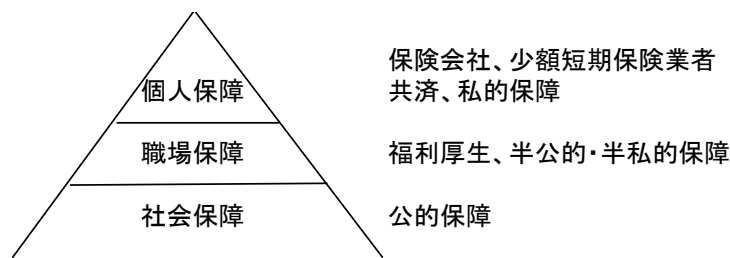 保険会社、少額短期保険業者
個人保障
共済、私的保障
職場保障
福利厚生、半公的・半私的保障
社会保障
公的保障